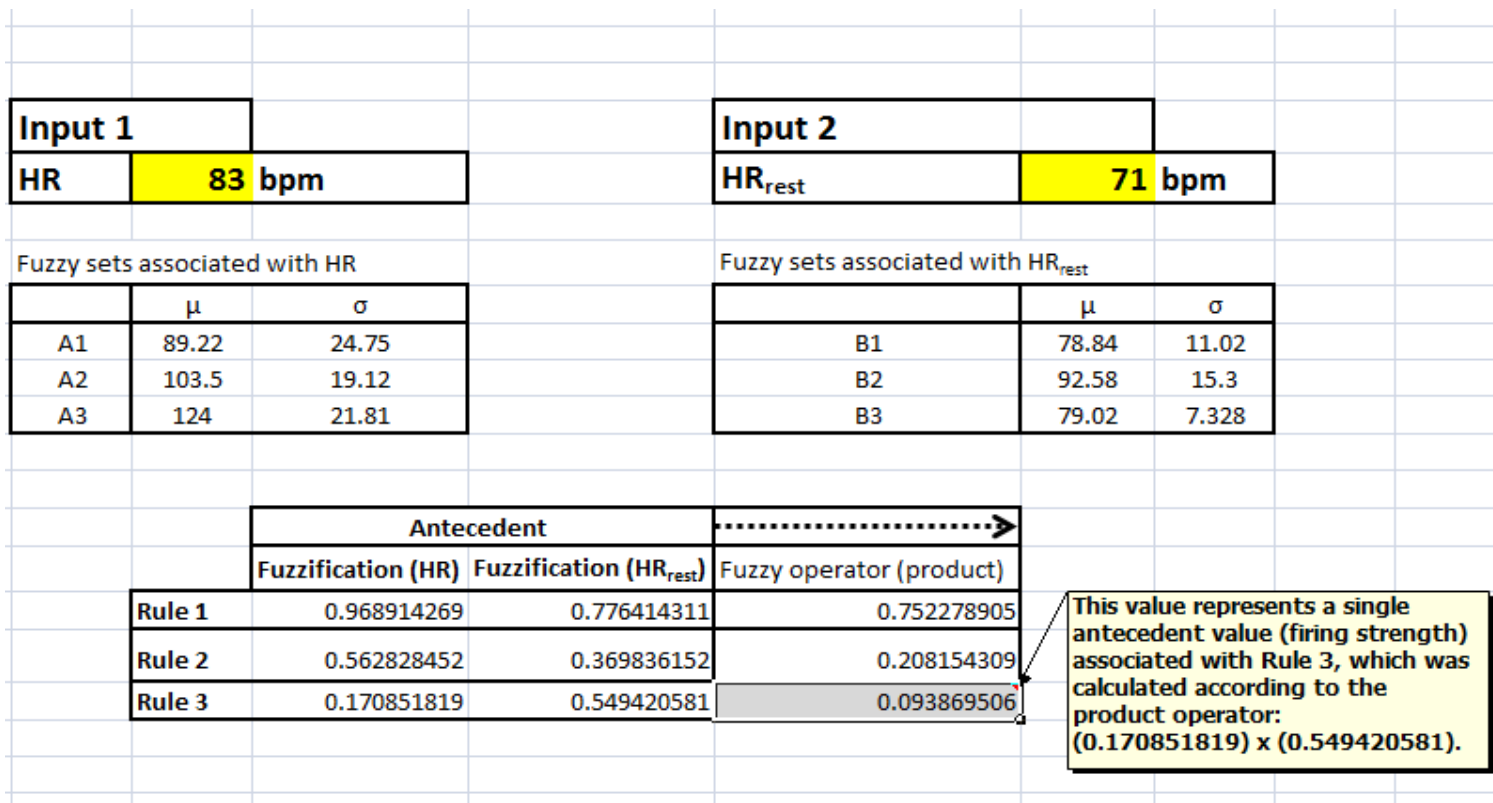 Input 1
Input 2
HR 83 bpm
HRrest 71 bpm
Fuzzy sets associated with HR
Fuzzy sets associated with HRrest
μ σ
μ σ
A1 89.22 24.75
B1 78.84 11.02
A2 103.5 19.12
B2 92.58 15.3
A3 124 21.81
B3 79.02 7.328
Antecedent
Fuzzification (HR) Fuzzification (HRrest) Fuzzy operator (product)
Rule 1 0.968914269 0.776414311 0.752278905
Rule 2 0.562828452 0.369836152 0.208154309
Rule 3 0.170851819 0.549420581 0.093869506
This value represents a single
antecedent value (firing strength)
associated with Rule 3, which was
calculated according to the
product operator:
(0.170851819) x (0.549420581).